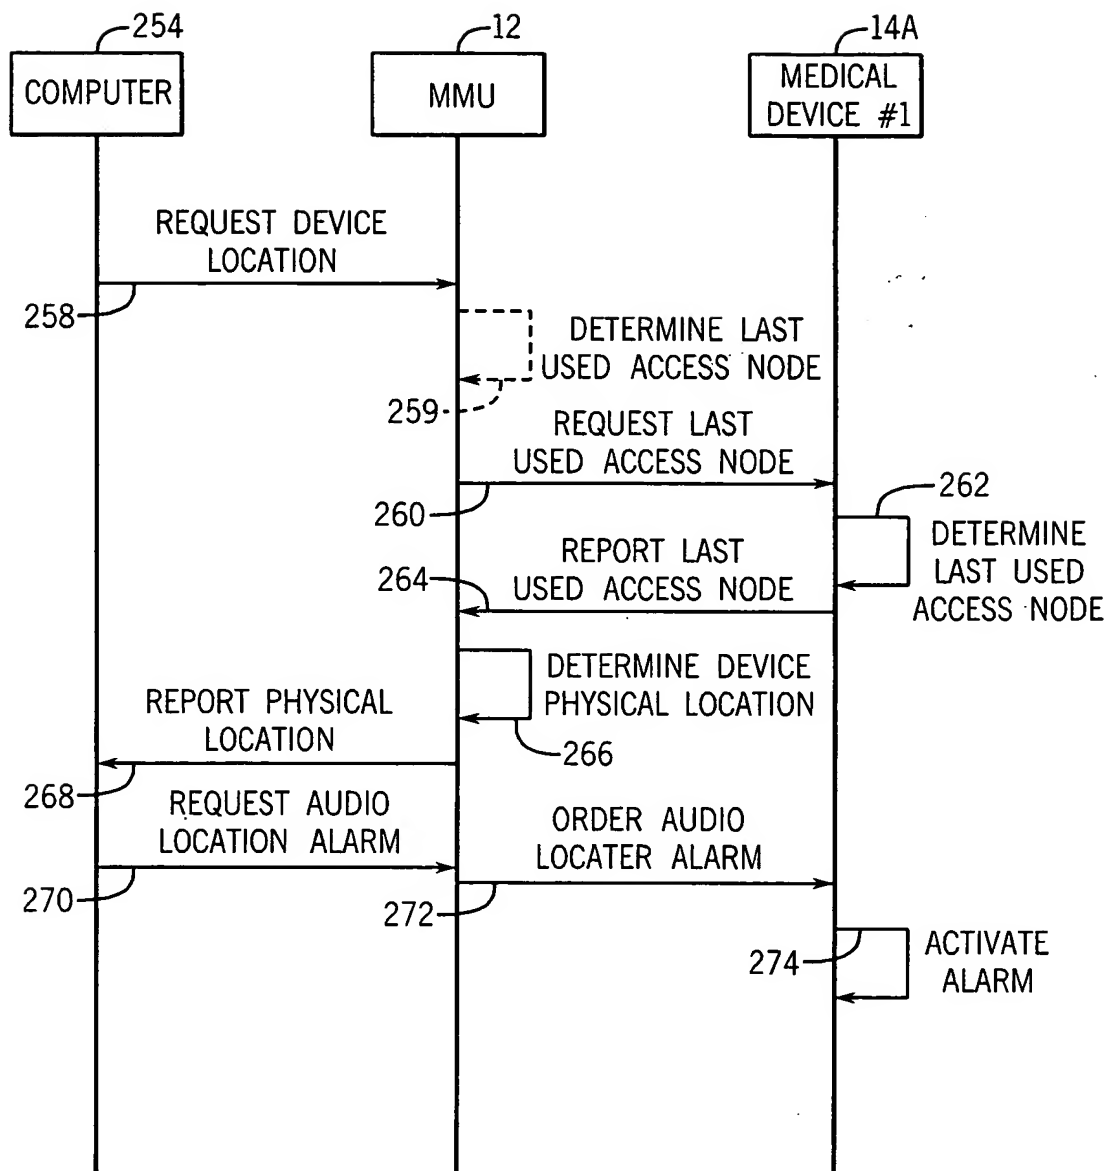 254
12
14A
COMPUTER
MMU
MEDICAL
DEVICE #1
REQUEST DEVICE
LOCATION
258
DETERMINE LAST
USED ACCESS NODE
259
REQUEST LAST
USED ACCESS NODE
260
262
DETERMINE
LAST USED
ACCESS NODE
REPORT LAST
USED ACCESS NODE
264
DETERMINE DEVICE
PHYSICAL LOCATION
266
REPORT PHYSICAL
LOCATION
268
REQUEST AUDIO
LOCATION ALARM
270
ORDER AUDIO
LOCATER ALARM
272
274
ACTIVATE
ALARM